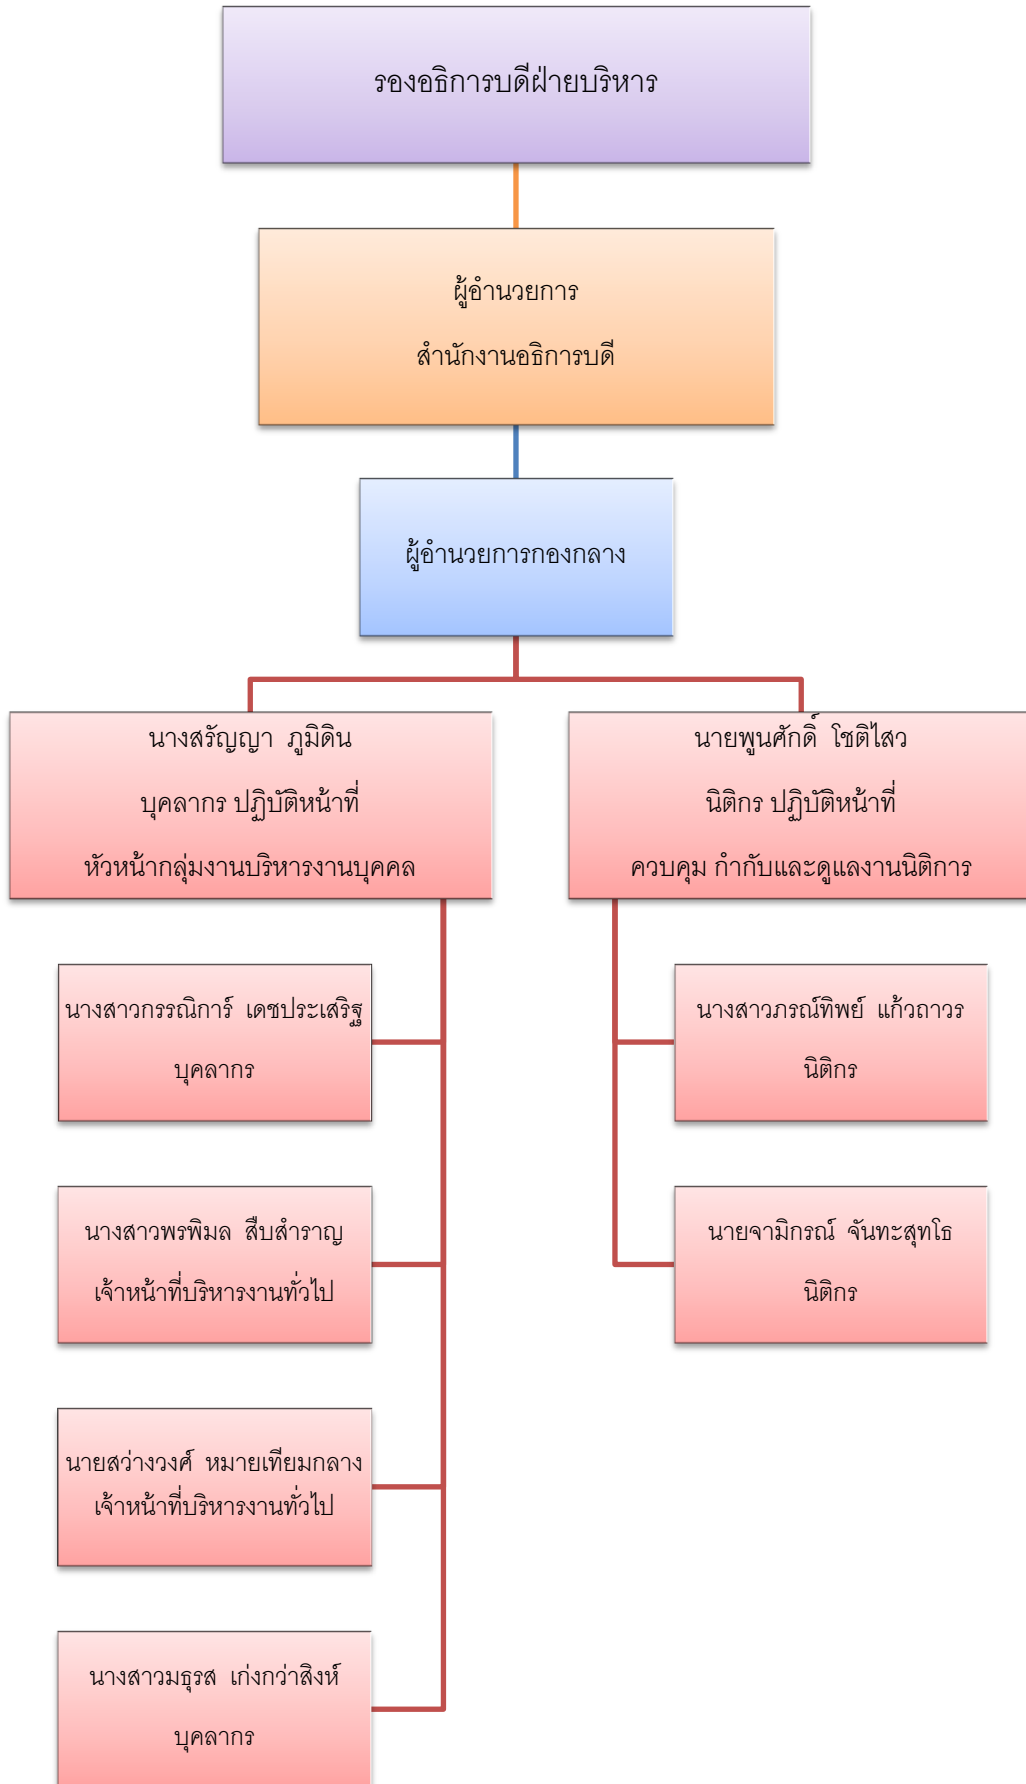 รองอธิการบดีฝ่ายบริหาร
ผู้อำนวยการ
สำนักงานอธิการบดี
ผู้อำนวยการกองกลาง
นางสรัญญา ภูมิดิน
บุคลากร ปฏิบัติหน้าที่
หัวหน้ากลุ่มงานบริหารงานบุคคล
นายพูนศักดิ์ โชติไสว
นิติกร ปฏิบัติหน้าที่
ควบคุม กำกับและดูแลงานนิติการ
นางสาวกรรณิการ์ เดชประเสริฐ
บุคลากร
นางสาวพรพิมล สืบสำราญ
เจ้าหน้าที่บริหารงานทั่วไป
นายสว่างวงศ์ หมายเทียมกลาง
เจ้าหน้าที่บริหารงานทั่วไป
นางสาวมธุรส เก่งกว่าสิงห์
บุคลากร
นางสาวภรณ์ทิพย์ แก้วถาวร
นิติกร
นายจามิกรณ์ จันทะสุทโธ
นิติกร